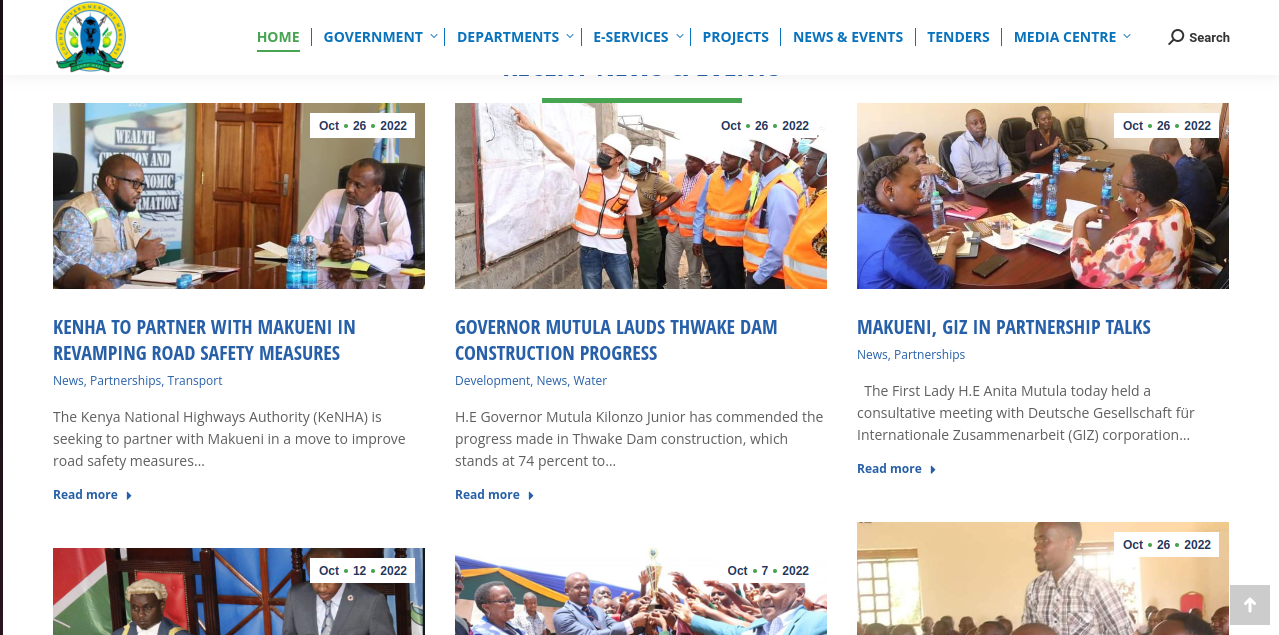 HOME
GOVERNMENT
DEPARTMENTS
E-SERVICES
PROJECTS
NEWS & EVENTS
TENDERS
MEDIA CENTRE
Search
RECENT NEWS & EVENTS
WEALTH
Oct • 26 • 2022
Oct • 26 • 2022
Oct • 26 • 2022
KENHA TO PARTNER WITH MAKUENI IN
REVAMPING ROAD SAFETY MEASURES
News, Partnerships, Transport
The Kenya National Highways Authority (KeNHA) is
seeking to partner with Makueni in a move to improve
road safety measures…
Read more
GOVERNOR MUTULA LAUDS THWAKE DAM
CONSTRUCTION PROGRESS
Development, News, Water
H.E Governor Mutula Kilonzo Junior has commended the
progress made in Thwake Dam construction, which
stands at 74 percent to…
Read more
MAKUENI, GIZ IN PARTNERSHIP TALKS
News, Partnerships
The First Lady H.E Anita Mutula today held a
consultative meeting with Deutsche Gesellschaft für
Internationale Zusammenarbeit (GIZ) corporation…
Read more
Oct • 12 • 2022
Oct • 7 • 2022
Oct • 26 • 2022